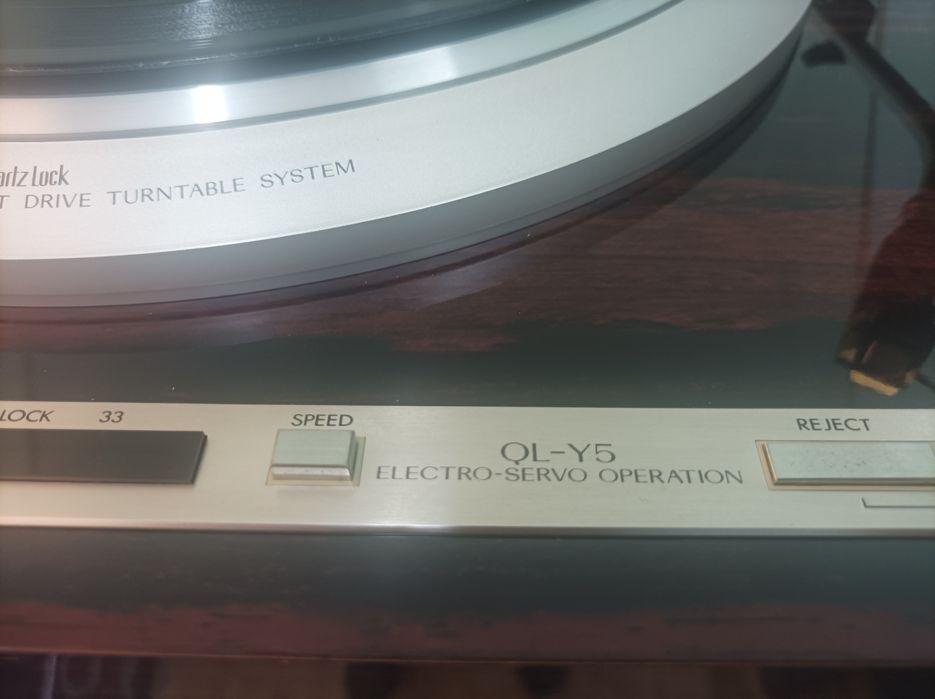 artz Lock
T DRIVE TURNTABLE SYSTEM
LOCK 33 SPEED REJECT
QL-Y5
ELECTRO-SERVO OPERATION